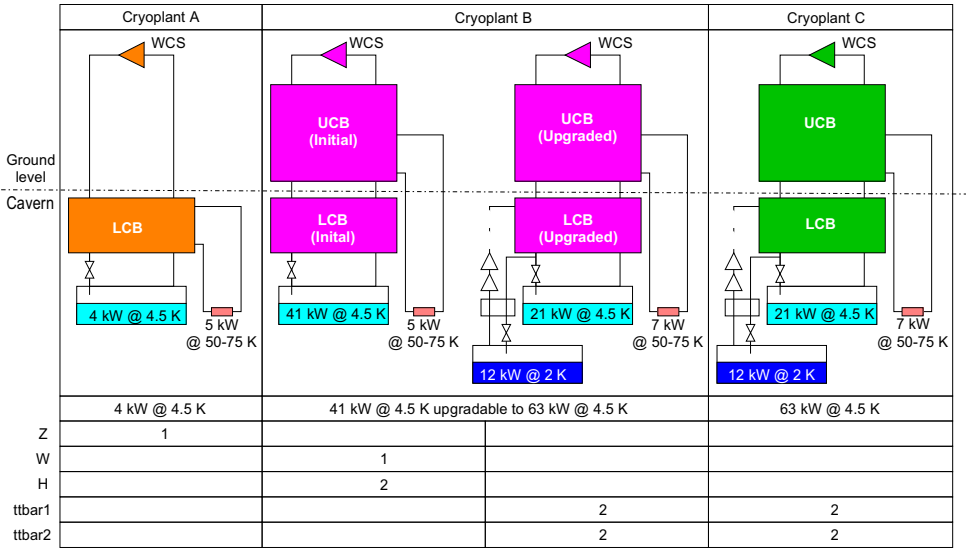 Cryoplant A
Cryoplant B
Cryoplant C
WCS
WCS
WCS
WCS
UCB
(Initial)
UCB
(Upgraded)
UCB
Ground
level
Cavern
LCB
LCB
(Inital)
LCB
(Upgraded)
LCB
4 kW @ 4.5 K
41 kW @ 4.5 K
21 kW @ 4.5 K
21 kW @ 4.5 K
5 kW
@ 50-75 K
5 kW
@ 50-75 K
7 kW
@ 50-75 K
7 kW
@ 50-75 K
12 kW @ 2 K
12 kW @ 2 K
4 kW @ 4.5 K 41 kW @ 4.5 K upgradable to 63 kW @ 4.5 K 63 kW @ 4.5 K
Z 1
W 1
H 2
ttbar1 2 2
ttbar2 2 2